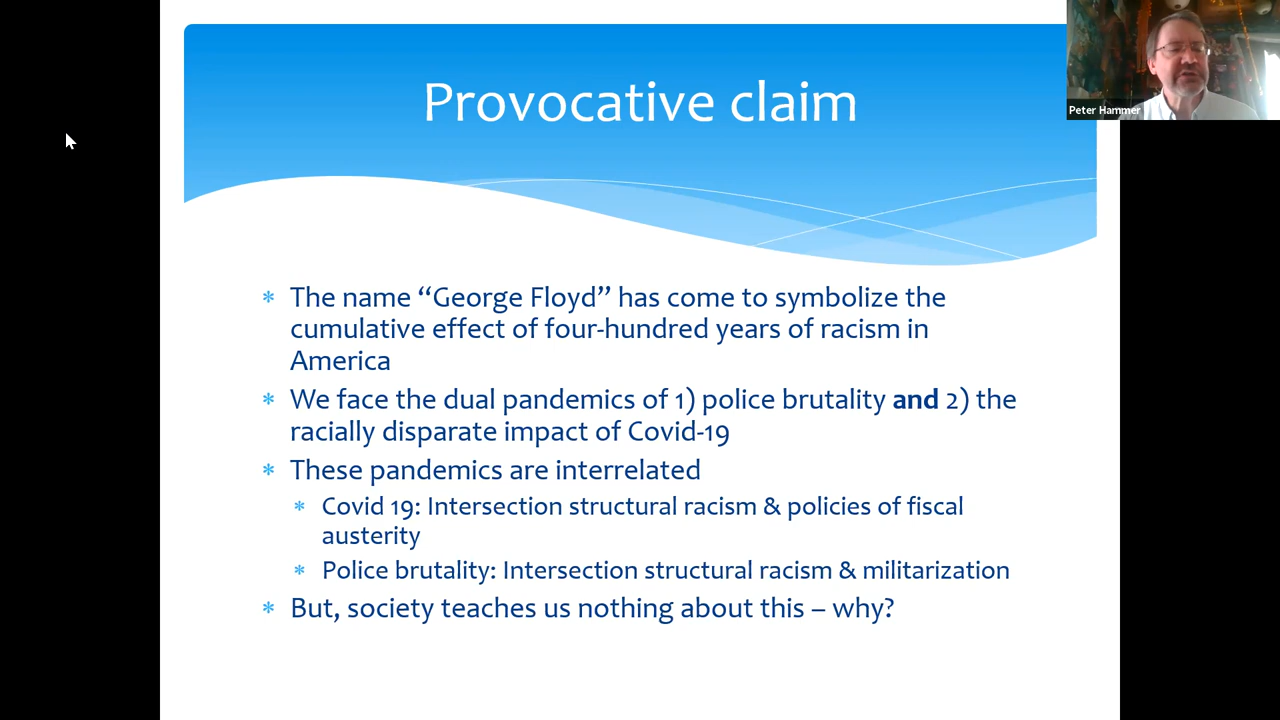 Provocative claim
Peter Hammer
* The name “George Floyd” has come to symbolize the
cumulative effect of four-hundred years of racism in
America
* We face the dual pandemics of 1) police brutality and 2) the
racially disparate impact of Covid-19
* These pandemics are interrelated
* Covid 19: Intersection structural racism & policies of fiscal
austerity
* Police brutality: Intersection structural racism & militarization
* But, society teaches us nothing about this – why?